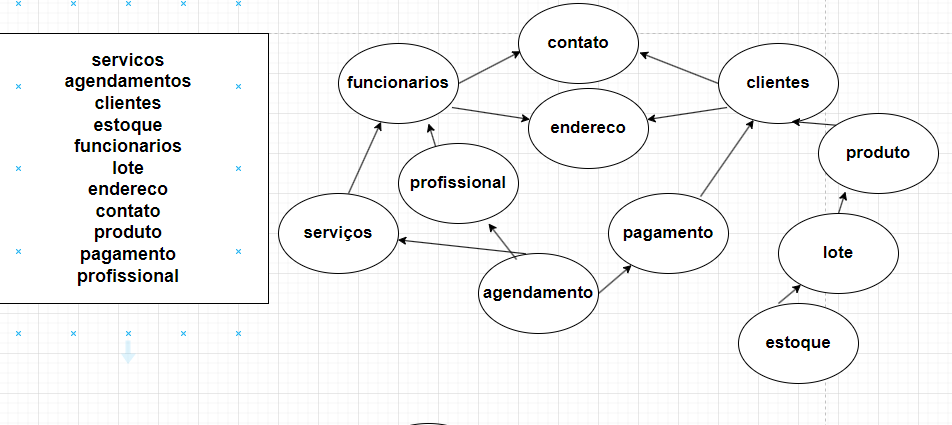 servicos
agendamentos
clientes
estoque
funcionarios
lote
endereco
contato
produto
pagamento
profissional
contato
funcionarios
clientes
endereco
produto
profissional
serviços
pagamento
lote
agendamento
estoque